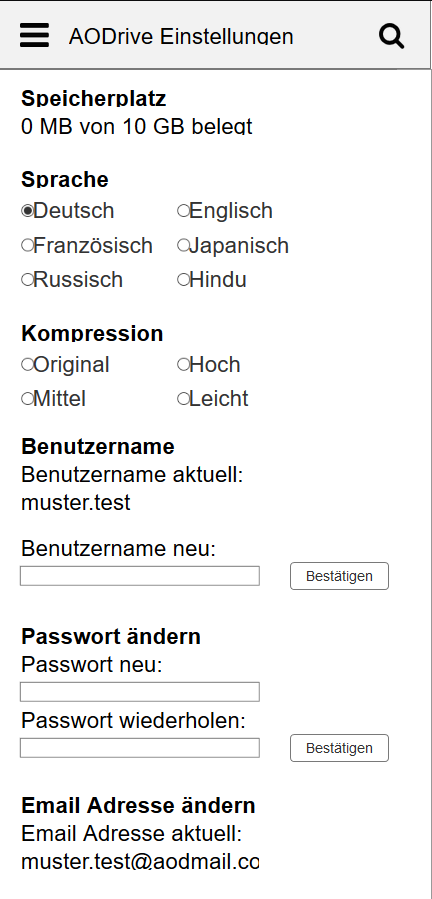 AODrive Einstellungen
Speicherplatz
0 MB von 10 GB belegt
Sprache
Deutsch Englisch
Französisch Japanisch
Russisch Hindu
Kompression
Original Hoch
Mittel Leicht
Benutzername
Benutzername aktuell:
muster.test
Benutzername neu:
Bestätigen
Passwort ändern
Passwort neu:
Passwort wiederholen:
Bestätigen
Email Adresse ändern
Email Adresse aktuell:
muster.test@aodmail.co